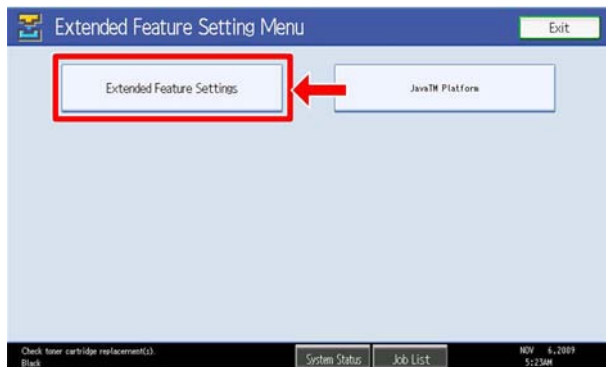 Extended Feature Setting Menu
Exit
Extended Feature Settings
JavaTM Platform
Check toner cartridge replacement(s).
Black
System Status
Job List
NOV 6,2009
5:23AM